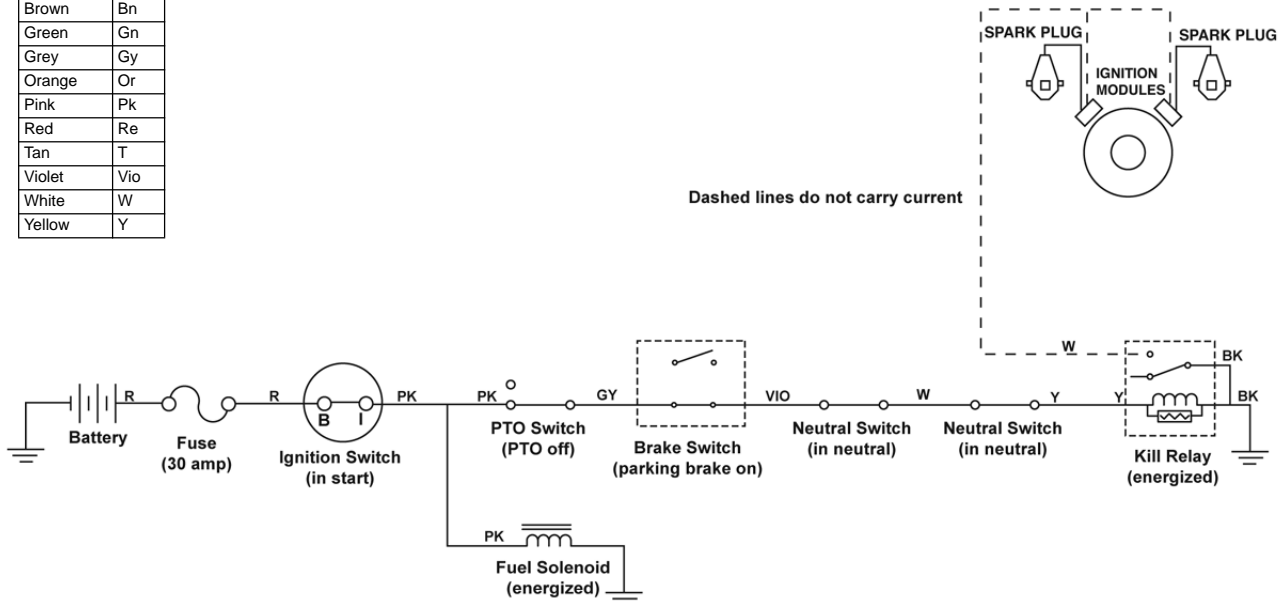 Brown Bn
Green Gn
Grey Gy
Orange Or
Pink Pk
Red Re
Tan T
Violet Vio
White W
Yellow Y
SPARK PLUG
SPARK PLUG
IGNITION
MODULES
Dashed lines do not carry current
W
BK
R
R
PK
PK
GY
VIO
W
Y
Y
BK
B
I
Battery
Fuse
(30 amp)
Ignition Switch
(in start)
PTO Switch
(PTO off)
Brake Switch
(parking brake on)
Neutral Switch
(in neutral)
Neutral Switch
(in neutral)
Kill Relay
(energized)
PK
Fuel Solenoid
(energized)